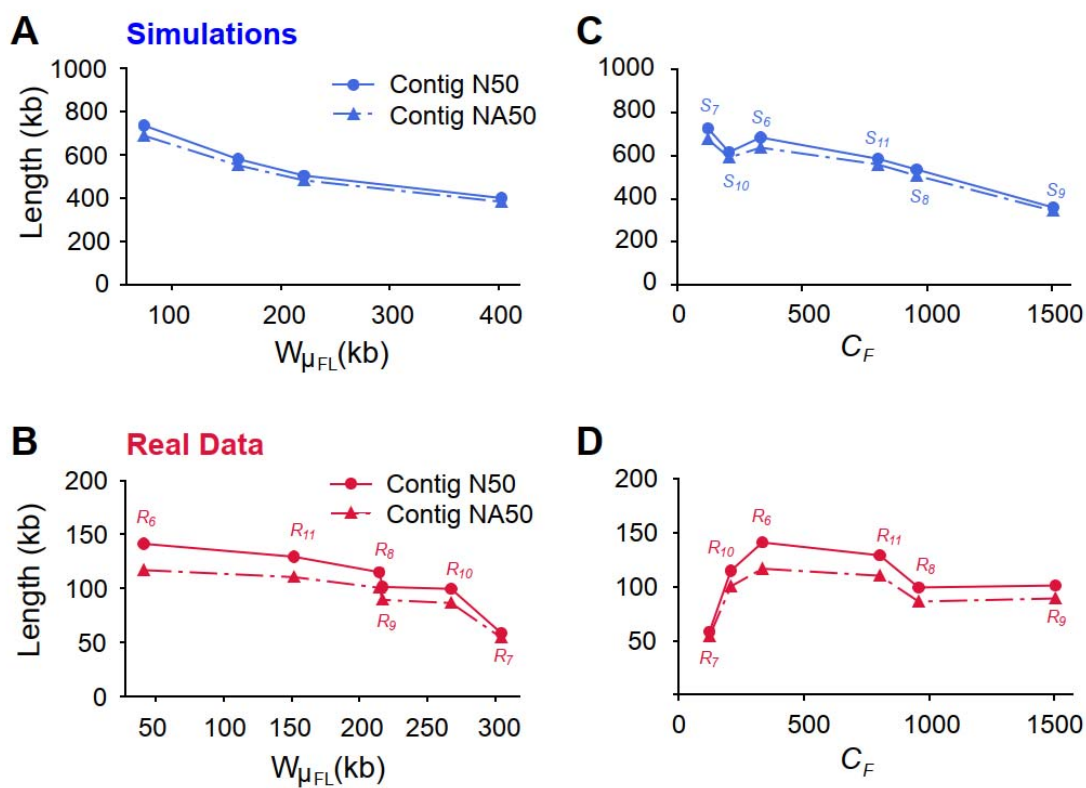 A Simulations
1000
800
600
400
200
0
Length (kb)
Contig N50
Contig NA50
100 200 300 400
WμFL(kb)
C
1000
800
600
400
200
0
S7
S10
S6
S11
S8
S9
0 500 1000 1500
CF
B Real Data
200
150
100
50
0
Length (kb)
Contig N50
Contig NA50
R6
R11
R8
R9
R10
R7
50 100 150 200 250 300
WμFL(kb)
D
200
150
100
50
R7
R10
R6
R11
R8
R9
0 500 1000 1500
CF